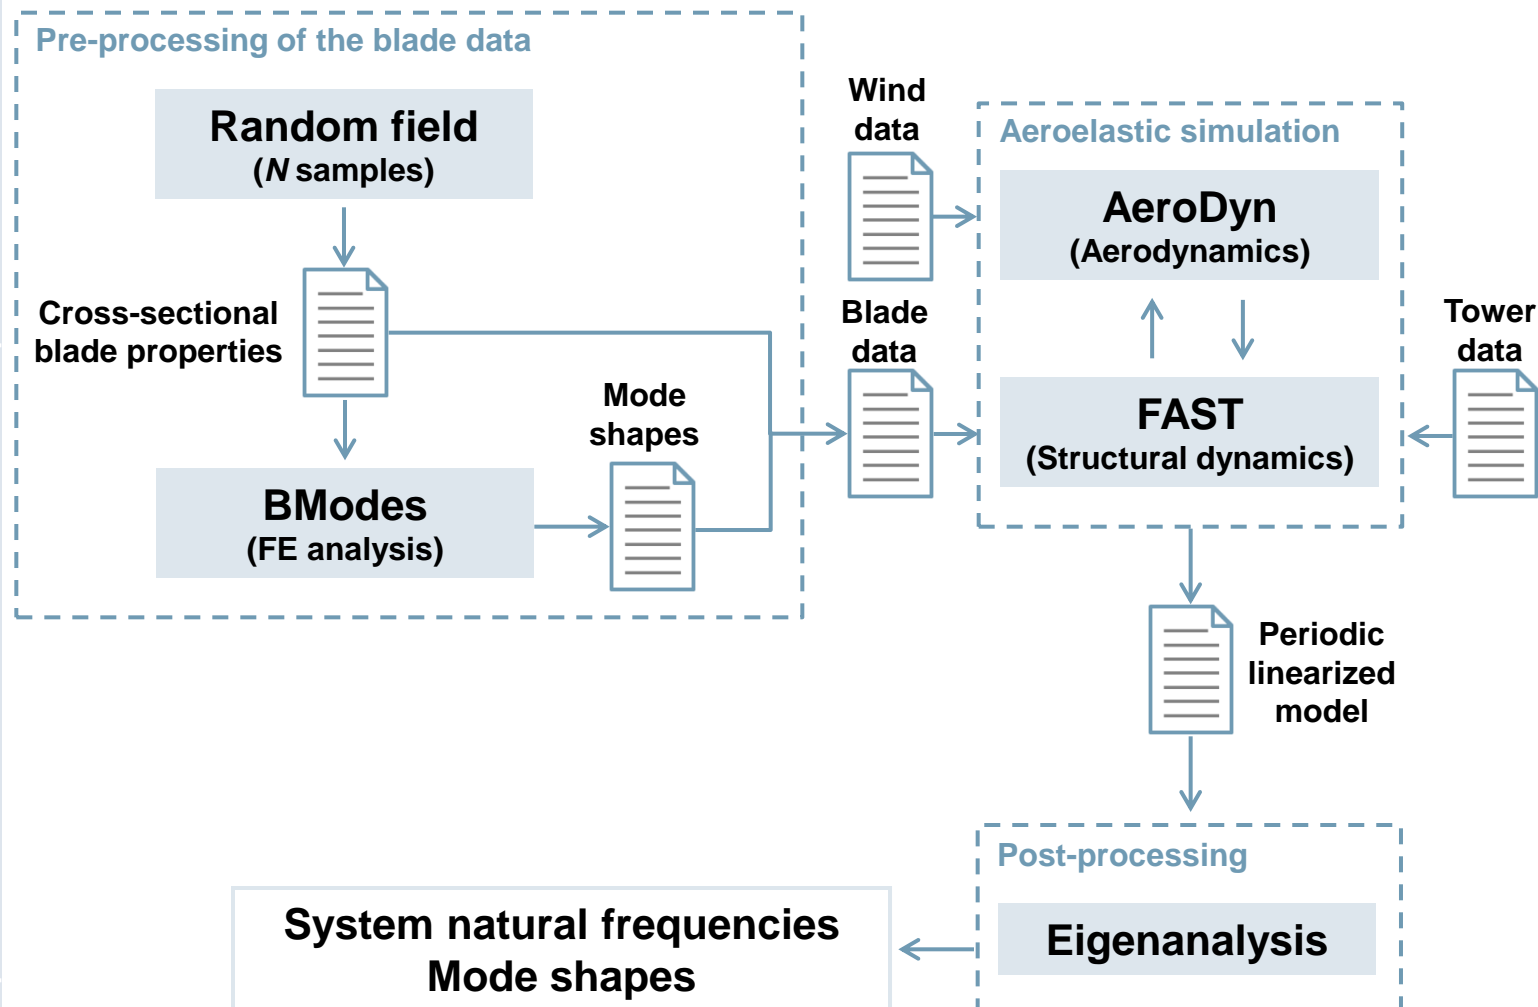 Pre-processing of the blade data
Random field
(N samples)
Cross-sectional
blade properties
Mode
shapes
BModes
(FE analysis)
Wind
data
Blade
data
Aeroelastic simulation
AeroDyn
(Aerodynamics)
FAST
(Structural dynamics)
Tower
data
Periodic
linearized
model
Post-processing
Eigenanalysis
System natural frequencies
Mode shapes